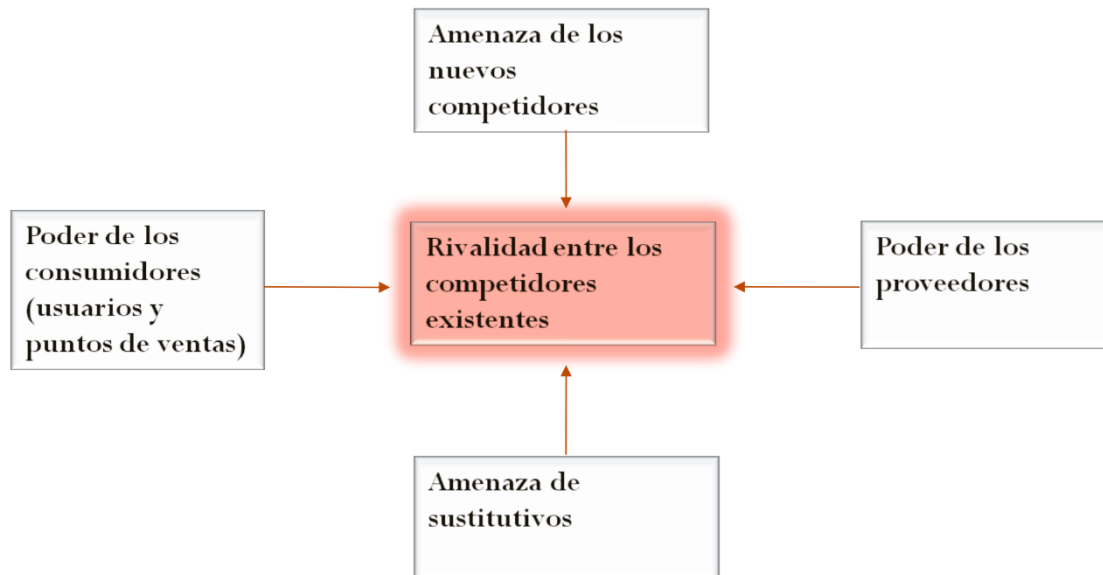 Amenaza de los
nuevos
competidores
Poder de los
consumidores
(usuarios y
puntos de ventas)
Rivalidad entre los
competidores
existentes
Poder de los
proveedores
Amenaza de
sustitutivos